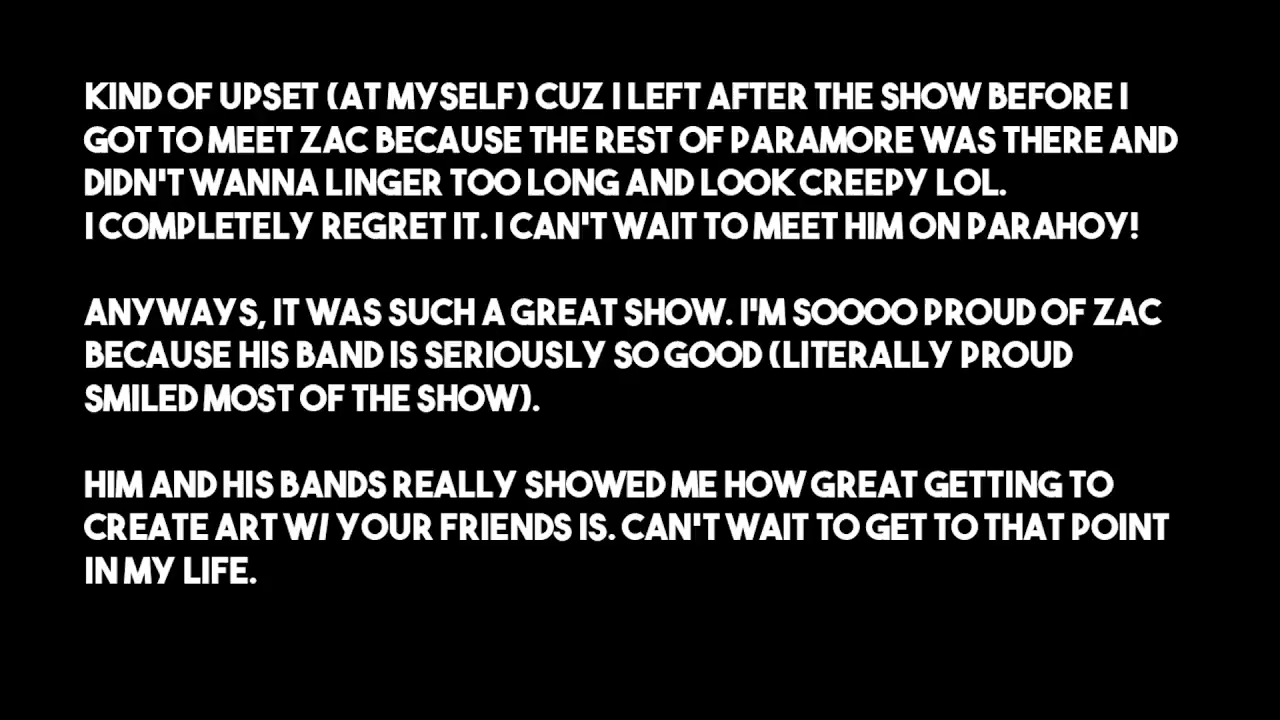 KIND OF UPSET (AT MYSELF) CUZ I LEFT AFTER THE SHOW BEFORE I
GOT TO MEET ZAC BECAUSE THE REST OF PARAMORE WAS THERE AND
DIDN'T WANNA LINGER TOO LONG AND LOOK CREEPY LOL.
I COMPLETELY REGRET IT. I CAN'T WAIT TO MEET HIM ON PARAHOY!
ANYWAYS, IT WAS SUCH A GREAT SHOW. I'M SOOOO PROUD OF ZAC
BECAUSE HIS BAND IS SERIOUSLY SO GOOD (LITERALLY PROUD
SMILED MOST OF THE SHOW).
HIM AND HIS BANDS REALLY SHOWED ME HOW GREAT GETTING TO
CREATE ART W/ YOUR FRIENDS IS. CAN'T WAIT TO GET TO THAT POINT
IN MY LIFE.